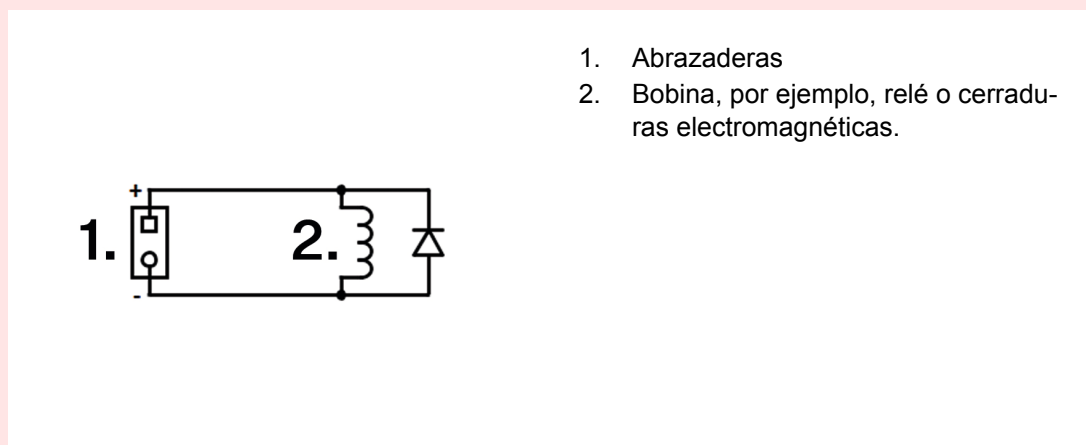 1. Abrazaderas
2. Bobina, por ejemplo, relé o cerradu-
ras electromagnéticas.
+
1.
2.
-